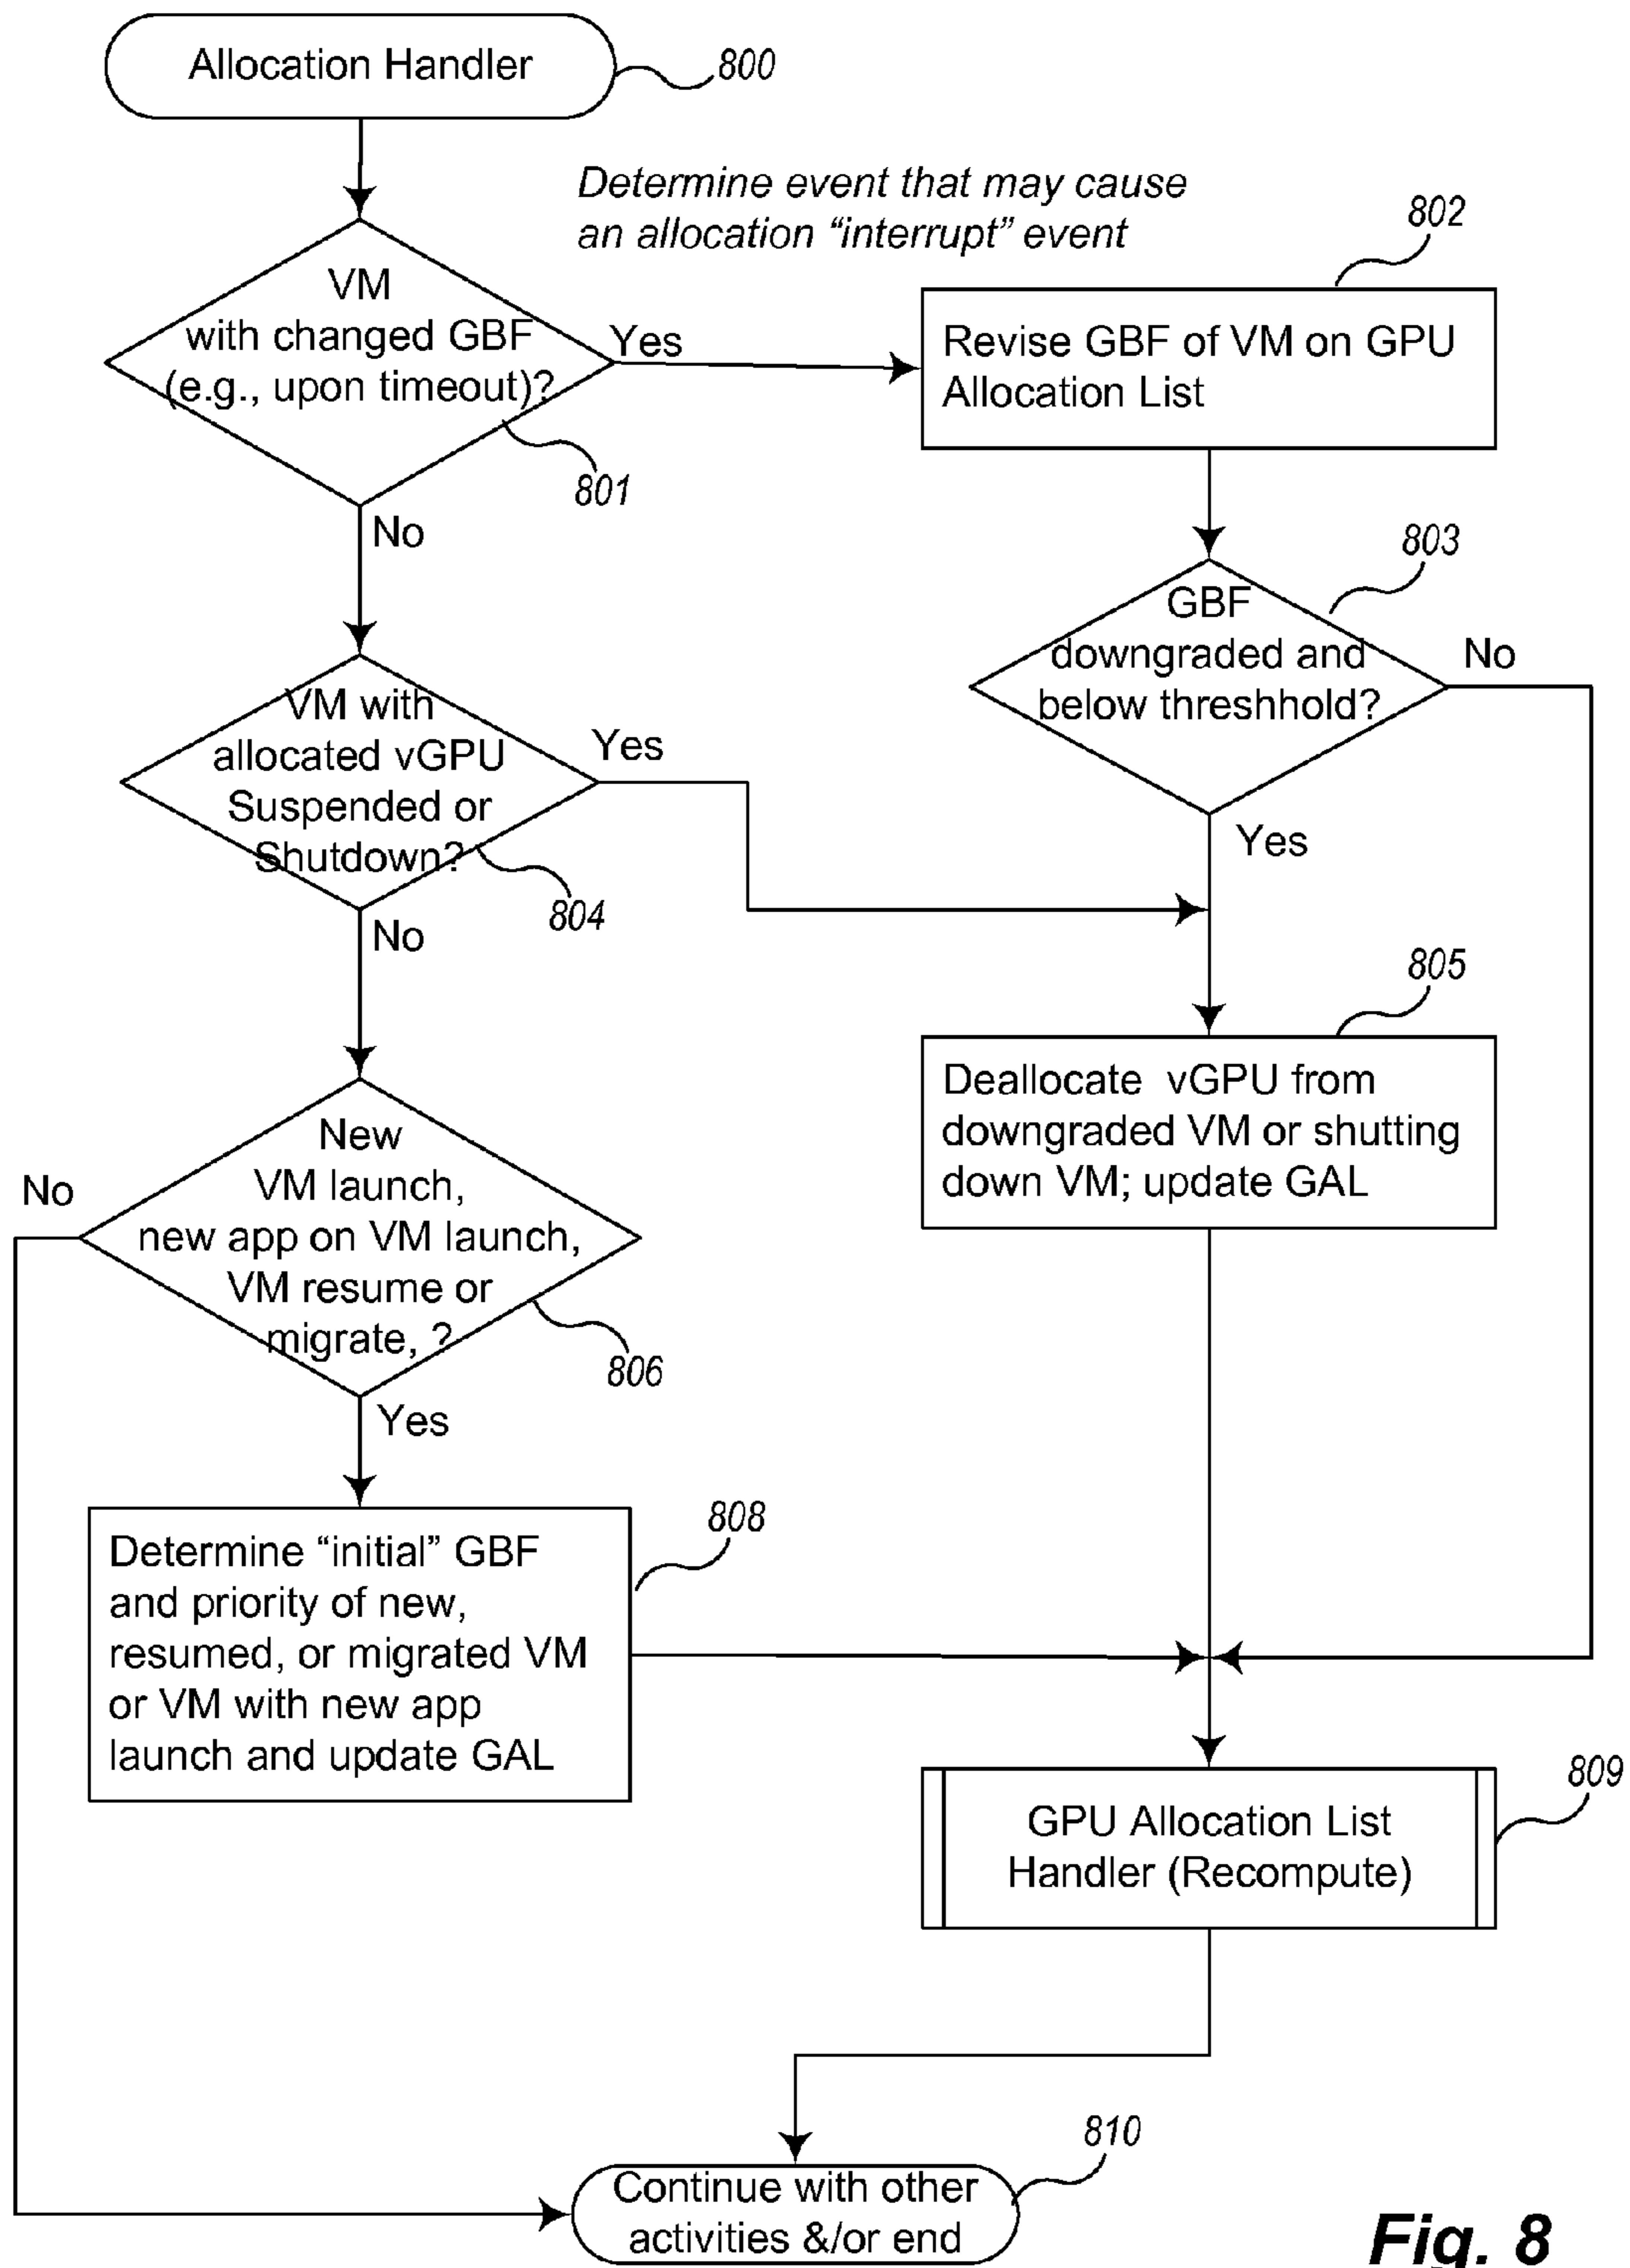 Allocation Handler
800
Determine event that may cause
an allocation “interrupt” event
802
VM
with changed GBF
(e.g., upon timeout)?
Yes
Revise GBF of VM on GPU
Allocation List
801
No
803
GBF
downgraded and
below threshhold?
No
Yes
VM with
allocated vGPU
Suspended or
Shutdown?
Yes
804
No
805
Deallocate vGPU from
downgraded VM or shutting
down VM; update GAL
New
VM launch,
new app on VM launch,
VM resume or
migrate, ?
No
806
Yes
808
Determine “initial” GBF
and priority of new,
resumed, or migrated VM
or VM with new app
launch and update GAL
809
GPU Allocation List
Handler (Recompute)
810
Continue with other
activities &/or end
Fig. 8